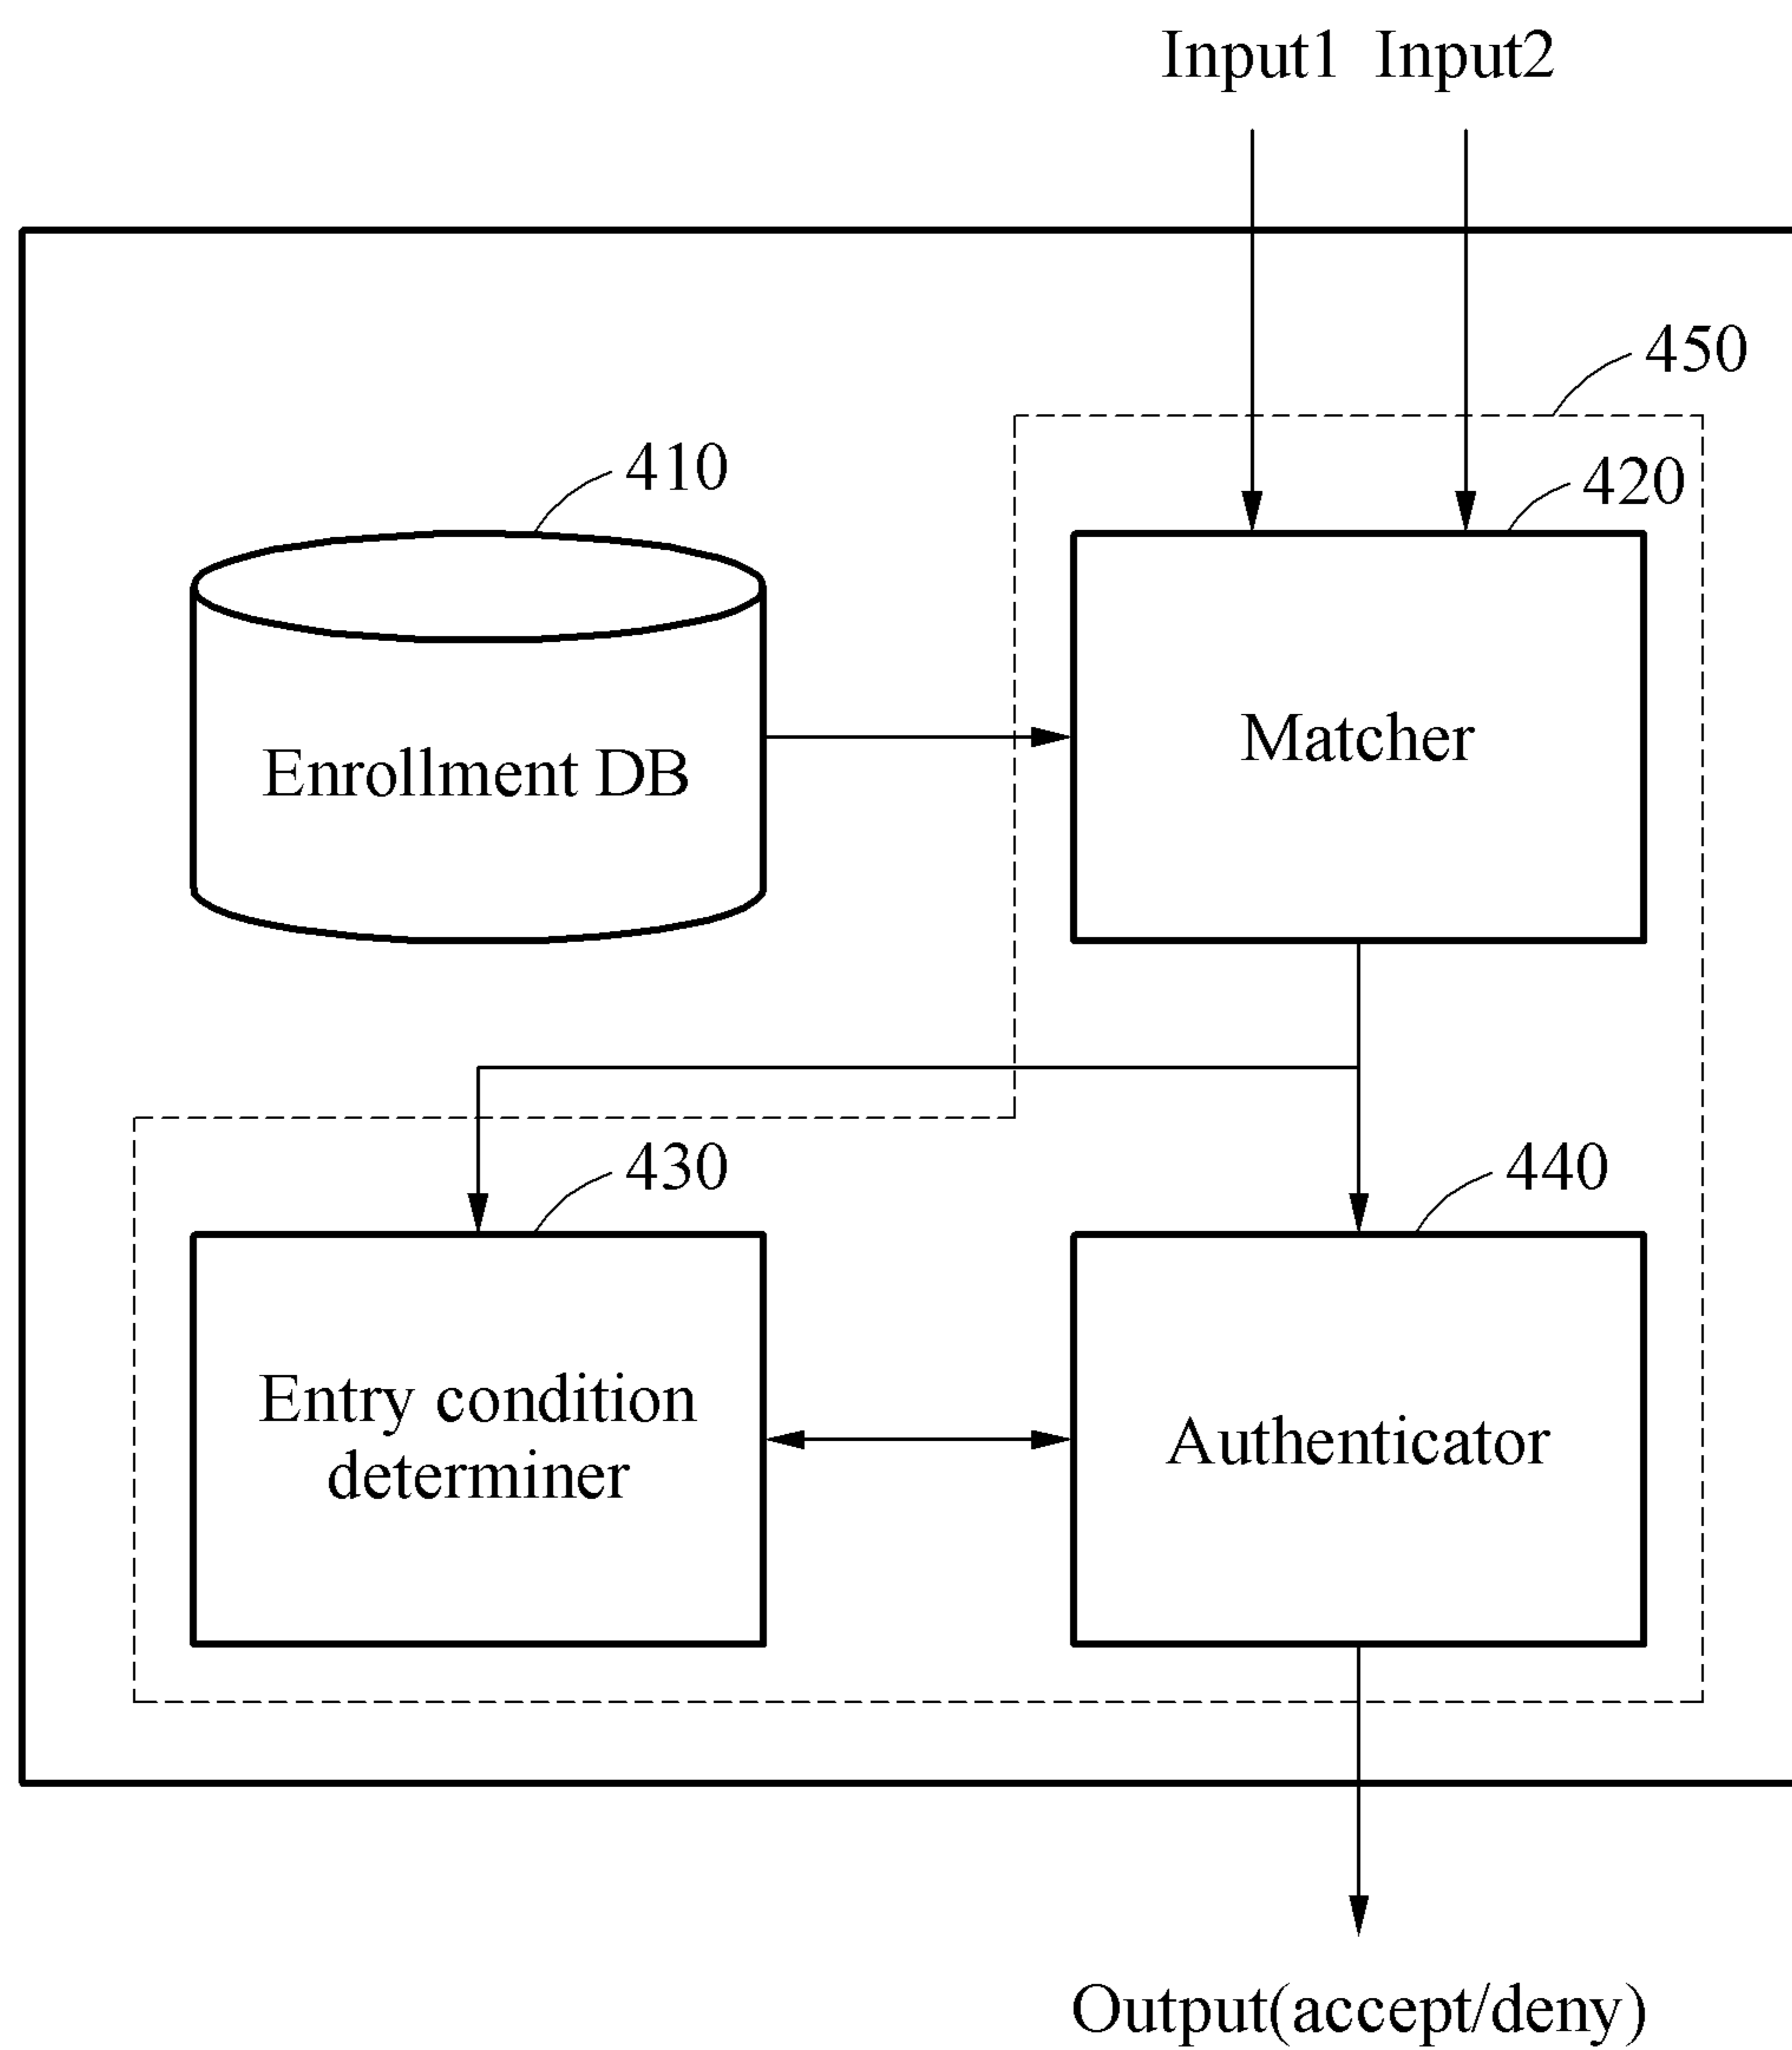 Input1 Input2
450
410
420
Enrollment DB
Matcher
430
440
Entry condition
determiner
Authenticator
Output(accept/deny)